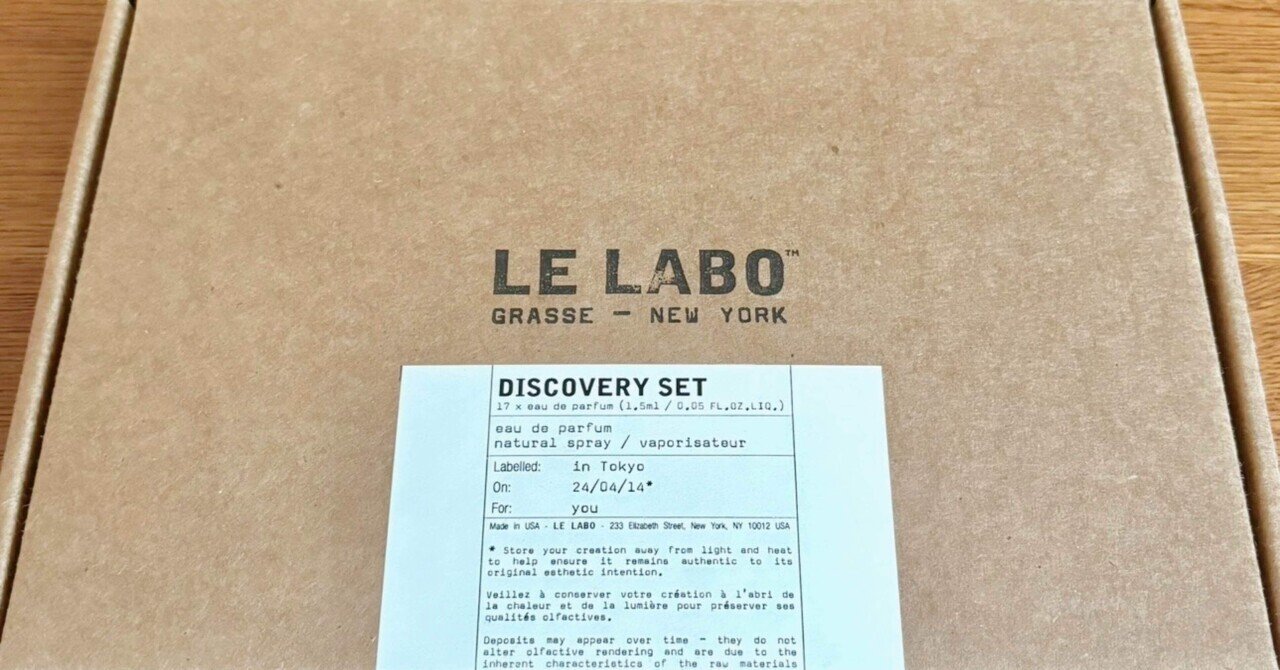 LE LABO™
GRASSE — NEW YORK
DISCOVERY SET
17 x eau de parfum (1.5ml / 0.05 FL.OZ.LIQ.)
eau de parfum
natural spray / vaporisateur
Labelled: in Tokyo
On: 24/04/14*
For: you
Made in USA - LE LABO - 233 Elizabeth Street, New York, NY 10012 USA
* Store your creation away from light and heat
to help ensure it remains authentic to its
original esthetic intention.
Veillez à conserver votre création à l'abri de
la chaleur et de la lumière pour préserver ses
qualités olfactives.
Deposits may appear over time - they do not
alter olfactive rendering and are due to the
inherent characteristics of the raw materials